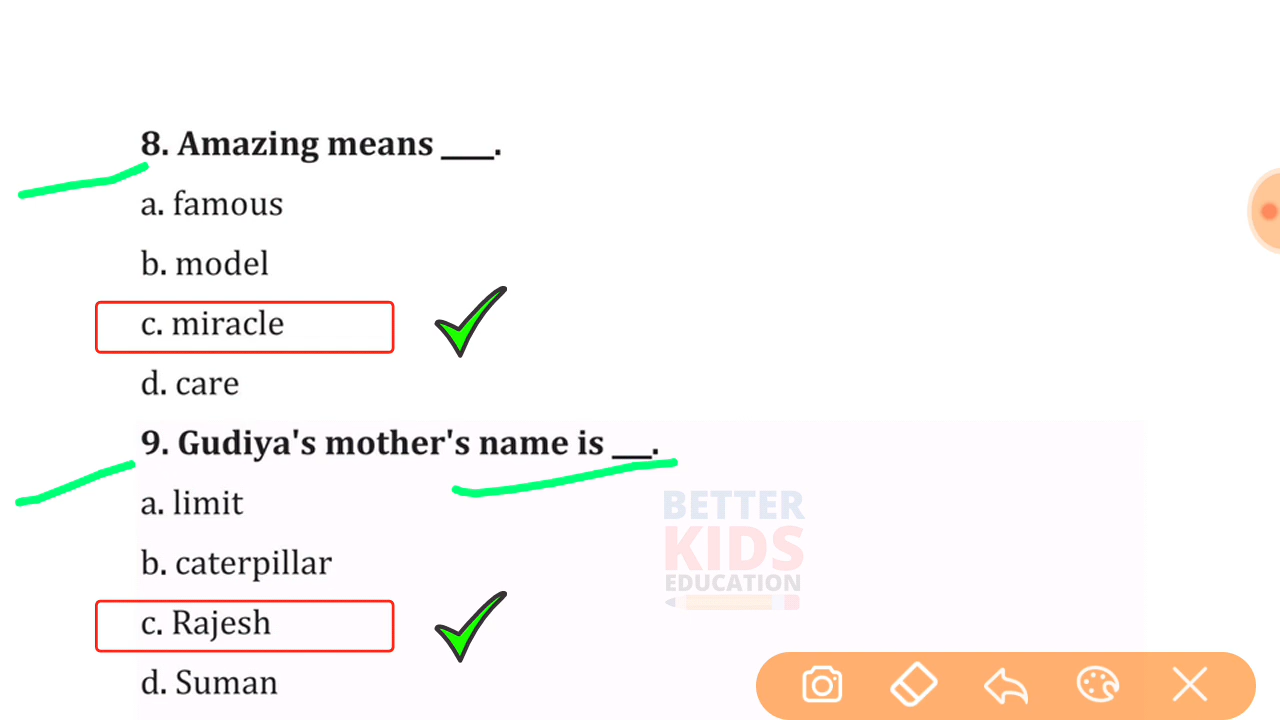 8. Amazing means ____.
a. famous
b. model
c. miracle
d. care
9. Gudiya's mother's name is ___.
a. limit
b. caterpillar
c. Rajesh
d. Suman
BETTER
KIDS
EDUCATION